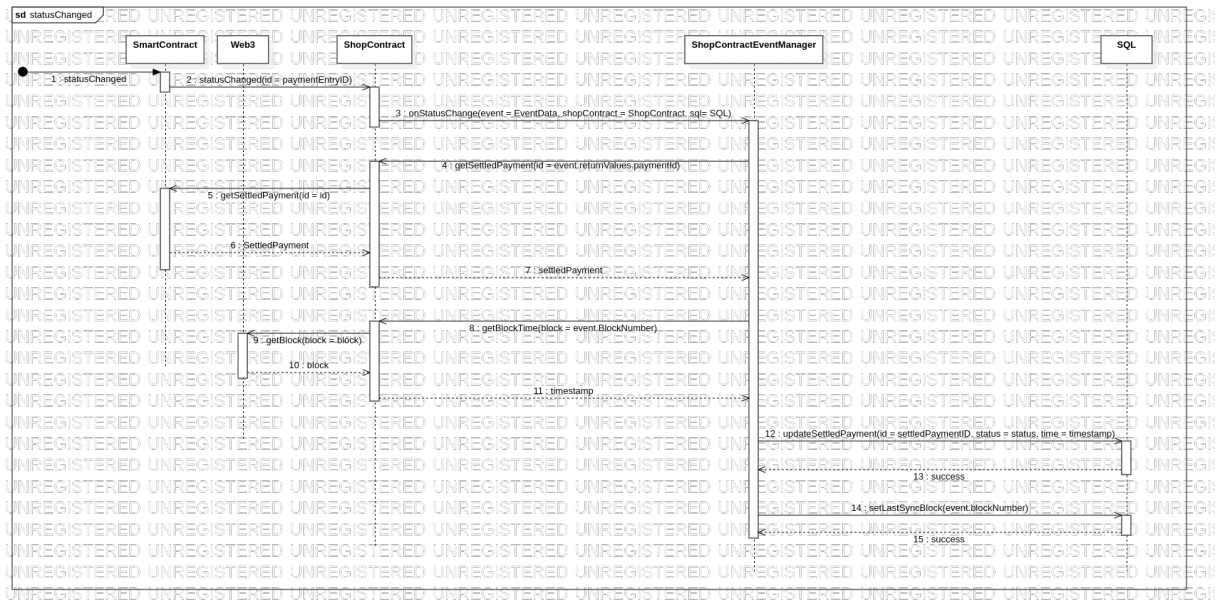 sd statusChanged
SmartContract
Web3
ShopContract
ShopContractEventManager
SQL
1 : statusChanged
2 : statusChanged(id = paymentEntryID)
3 : onStatusChange(event = EventData, shopContract = ShopContract, sql= SQL)
4 : getSettledPayment(id = event.returnValues.paymentId)
5 : getSettledPayment(id = id)
6 : SettledPayment
7 : settledPayment
8 : getBlockTime(block = event.BlockNumber)
9 : getBlock(block = block)
10 : block
11 : timestamp
12 : updateSettledPayment(id = settledPaymentID, status = status, time = timestamp)
13 : success
14 : setLastSyncBlock(event.blockNumber)
15 : success
UNREGISTERED